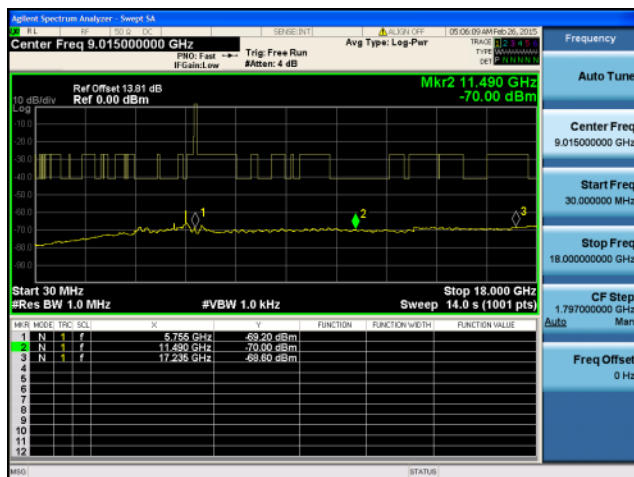 Agilent Spectrum Analyzer - Swept SA
RL RF 50 Ω DC SENSE:INT ALIGN OFF 05:06:09 AM Feb 26, 2015
Center Freq 9.015000000 GHz
PNO: Fast
IFGain:Low
Trig: Free Run
#Atten: 4 dB
Avg Type: Log-Pwr
TRACE 1 2 3 4 5 6
TYPE
DET P N N N N N
Ref Offset 13.81 dB
Ref 0.00 dBm
10 dB/div
Log
Mkr2 11.490 GHz
-70.00 dBm
-10.0
-20.0
-30.0
-40.0
-50.0
-60.0
-70.0
-80.0
-90.0
1
2
3
Start 30 MHz
Stop 18.000 GHz
#Res BW 1.0 MHz #VBW 1.0 kHz Sweep 14.0 s (1001 pts)
MKR MODE TRC SCL X Y FUNCTION FUNCTION WIDTH FUNCTION VALUE
1 N 1 f 5.755 GHz -69.20 dBm
2 N 1 f 11.490 GHz -70.00 dBm
3 N 1 f 17.235 GHz -68.60 dBm
4
5
6
7
8
9
10
11
12
MSG STATUS
Frequency
Auto Tune
Center Freq
9.015000000 GHz
Start Freq
30.000000 MHz
Stop Freq
18.000000000 GHz
CF Step
1.797000000 GHz
Auto Man
Freq Offset
0 Hz